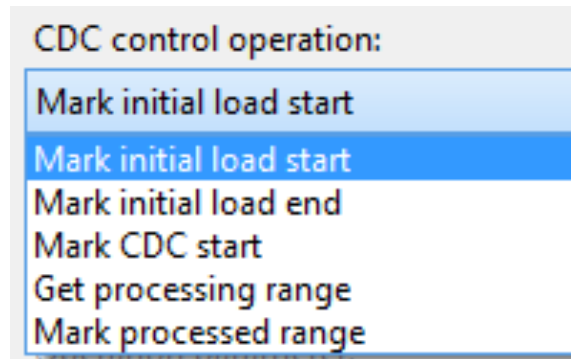 CDC control operation:
Mark initial load start
Mark initial load start
Mark initial load end
Mark CDC start
Get processing range
Mark processed range